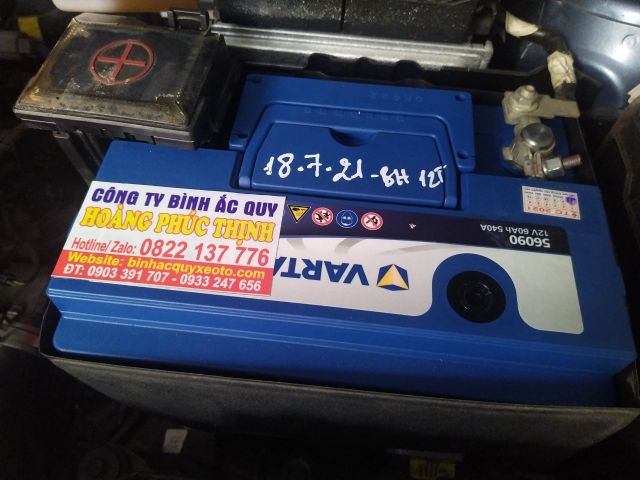 18.7.21-BH 12T
CÔNG TY BÌNH ẮC QUY
HOÀNG PHÚC THỊNH
Hotline/ Zalo: 0822 137 776
Website: binhacquyxeoto.com
ĐT: 0903 391 707 - 0933 247 656
VARTA
56090
12V 60Ah 540A